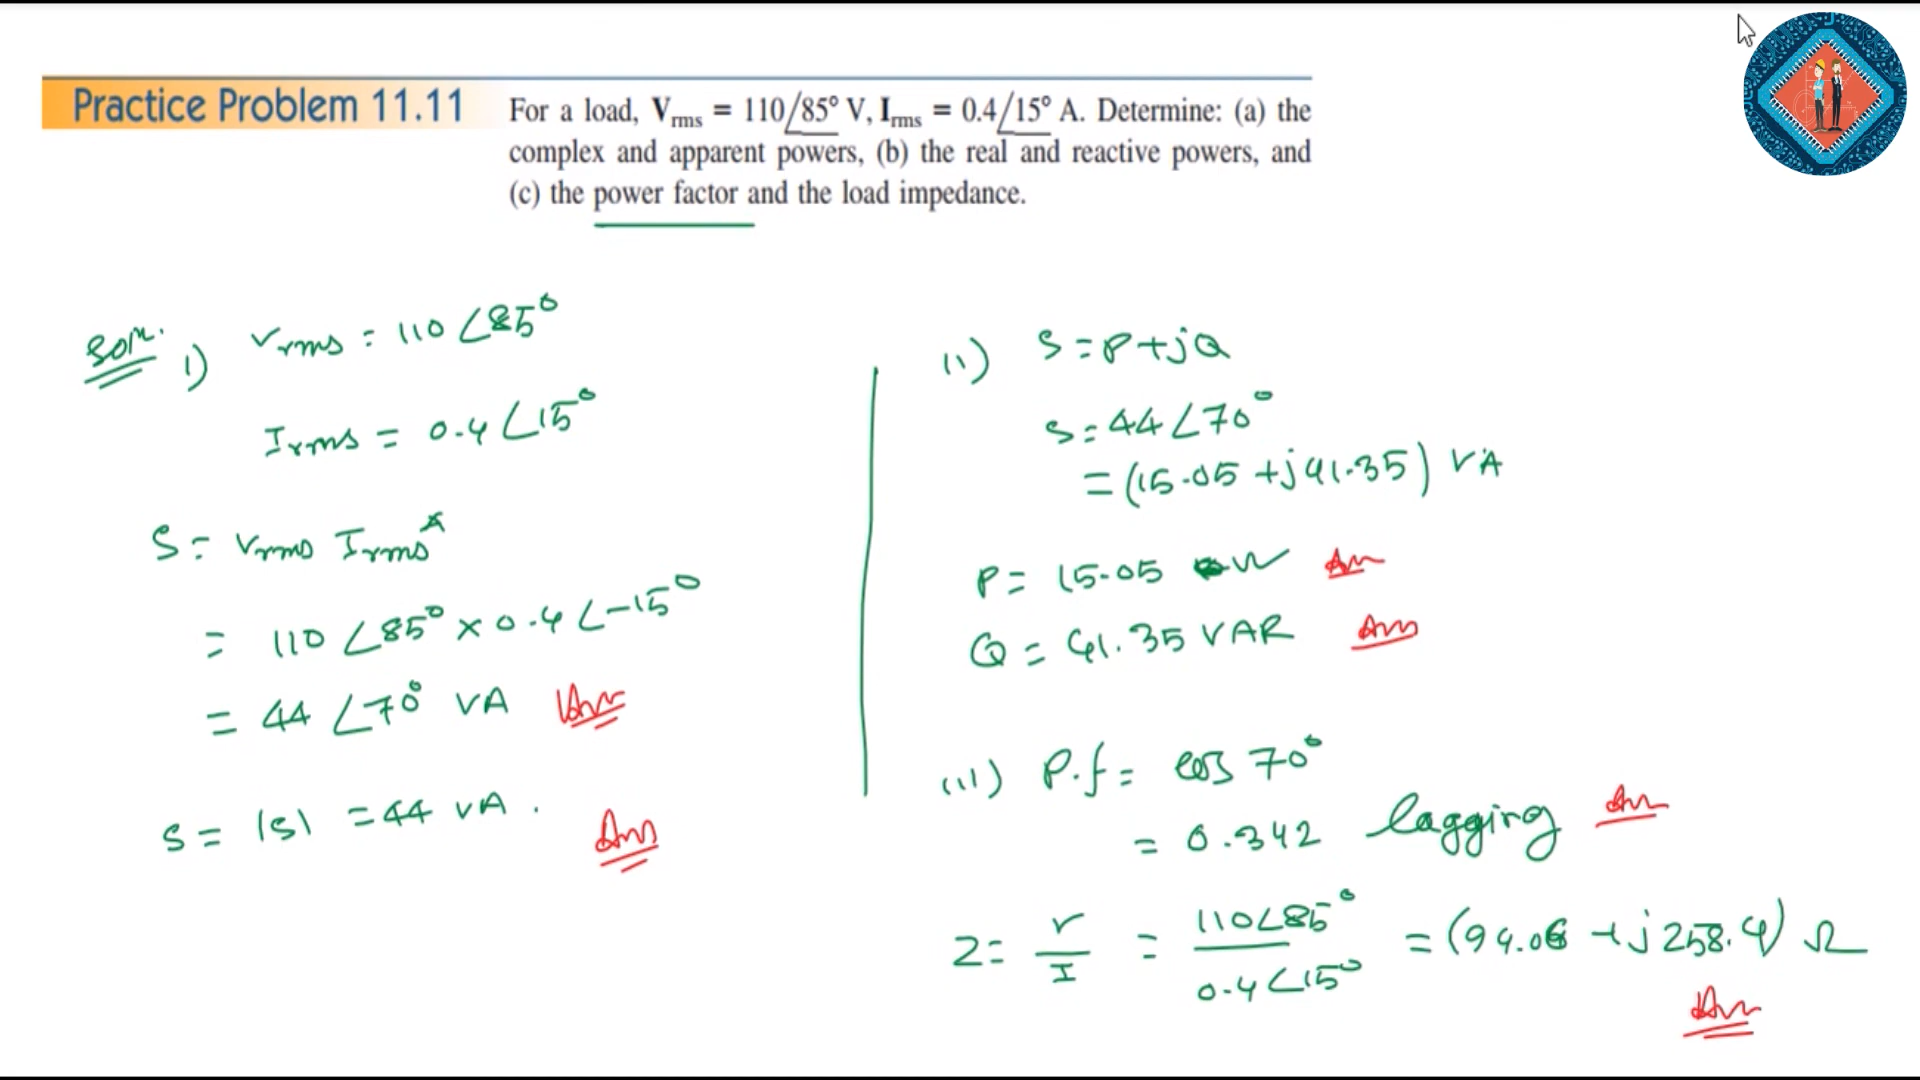 Practice Problem 11.11
For a load, Vrms = 110/85° V, Irms = 0.4/15° A. Determine: (a) the
complex and apparent powers, (b) the real and reactive powers, and
(c) the power factor and the load impedance.
Soln. i) Vrms = 110 ∠85°
Irms = 0.4 ∠15°
S = Vrms Irms*
= 110 ∠85° × 0.4 ∠-15°
= 44 ∠70° VA Ans
S = |S| = 44 VA. Ans
ii) S = P + jQ
S = 44 ∠70°
= (15.05 + j41.35) VA
P = 15.05 W Ans
Q = 41.35 VAR Ans
iii) P.f = cos 70°
= 0.342 lagging Ans
Z = V/I = 110∠85° / 0.4∠15° = (94.06 + j258.4) Ω
Ans